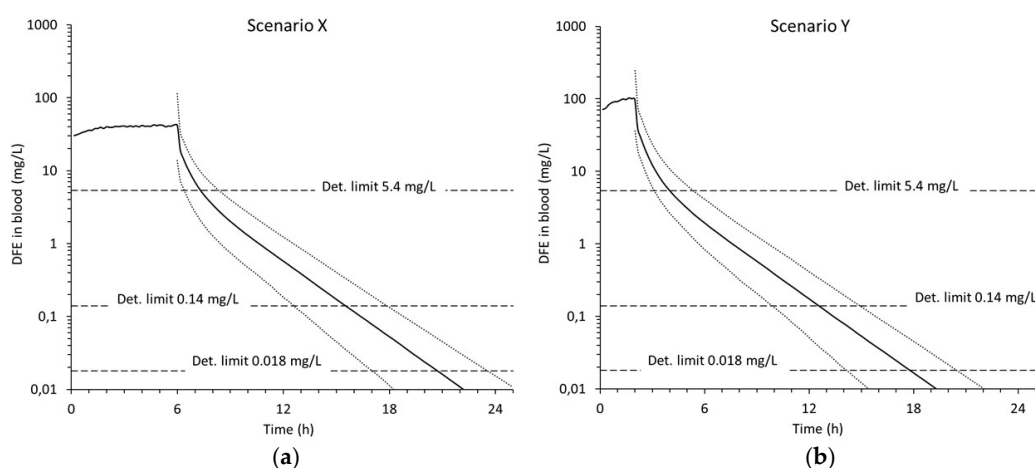 Scenario X
1000
100
10
1
0,1
0,01
DFE in blood (mg/L)
Det. limit 5.4 mg/L
Det. limit 0.14 mg/L
Det. limit 0.018 mg/L
0 6 12 18 24
Time (h)
(a)
Scenario Y
1000
100
10
1
0,1
0,01
DFE in blood (mg/L)
Det. limit 5.4 mg/L
Det. limit 0.14 mg/L
Det. limit 0.018 mg/L
0 6 12 18 24
Time (h)
(b)